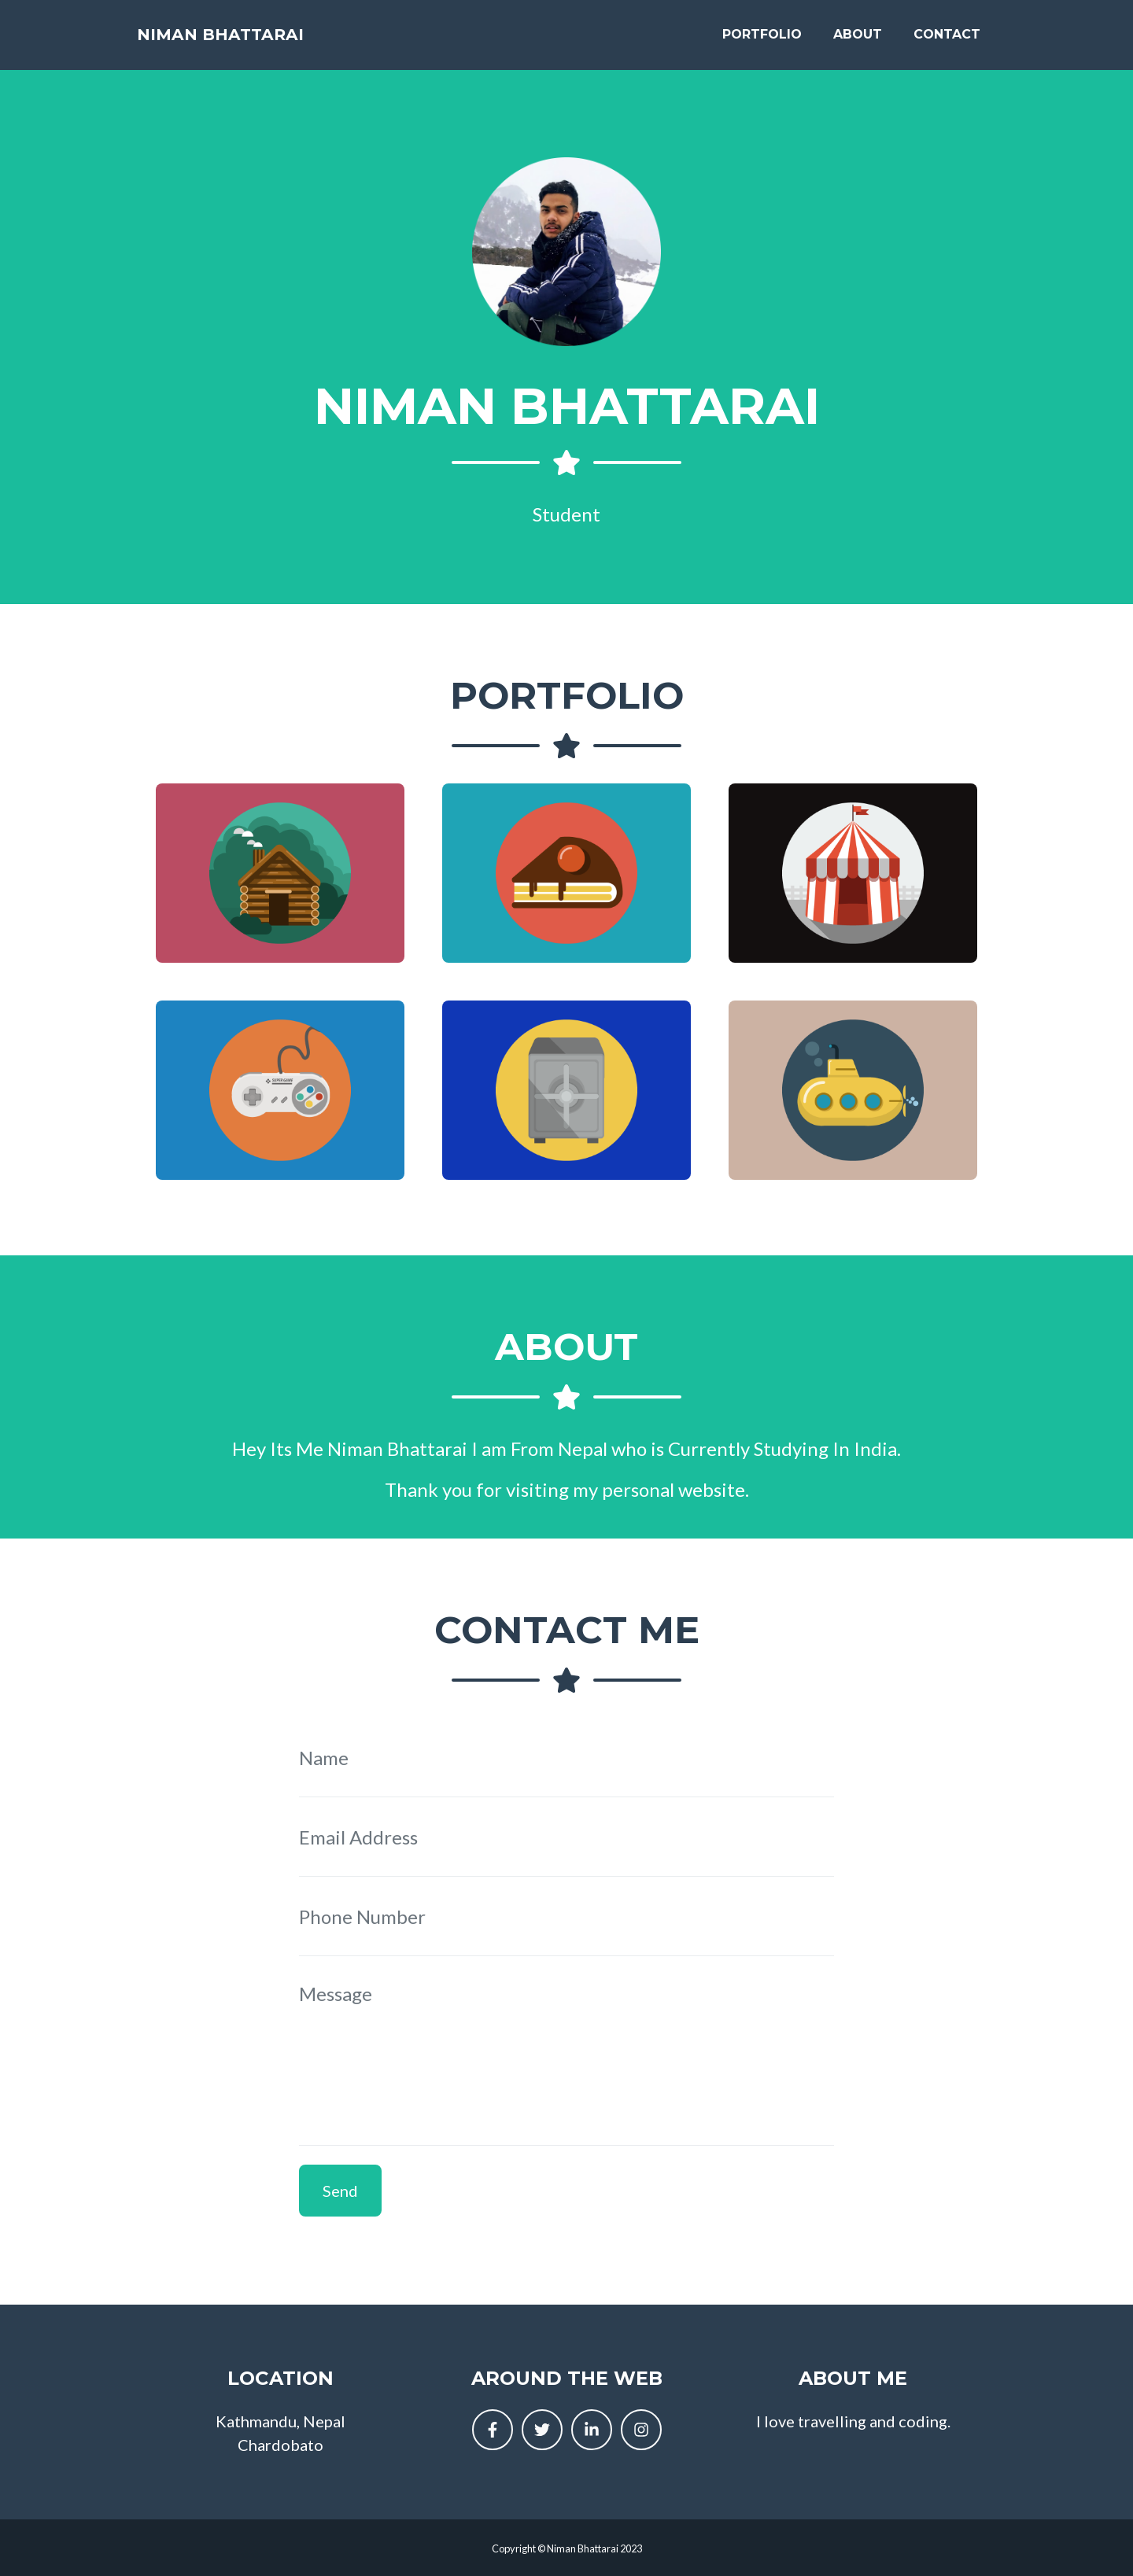 NIMAN BHATTARAI
PORTFOLIO ABOUT CONTACT
NIMAN BHATTARAI
Student
PORTFOLIO
SUPER GAME
ABOUT
Hey Its Me Niman Bhattarai I am From Nepal who is Currently Studying In India.
Thank you for visiting my personal website.
CONTACT ME
Name
Email Address
Phone Number
Message
Send
LOCATION
Kathmandu, Nepal
Chardobato
AROUND THE WEB
ABOUT ME
I love travelling and coding.
Copyright © Niman Bhattarai 2023